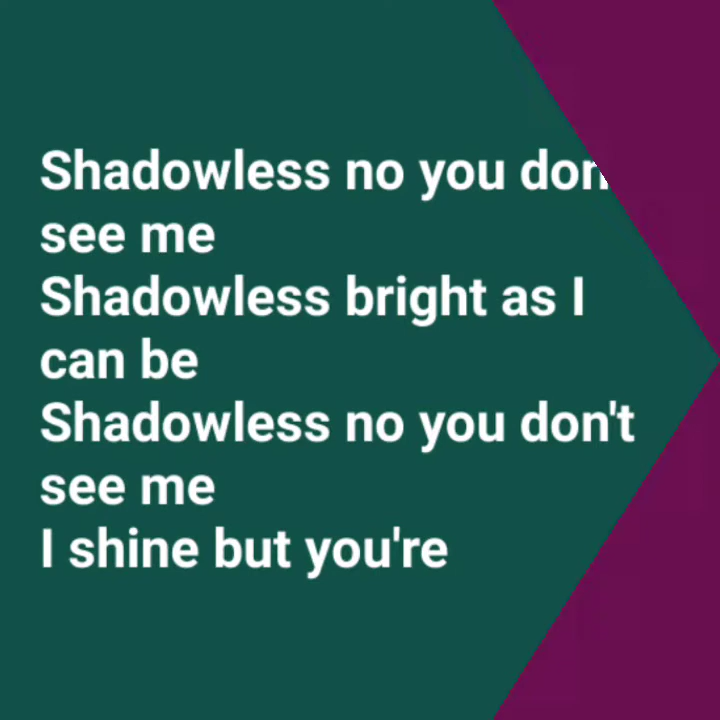 Shadowless no you don
see me
Shadowless bright as I
can be
Shadowless no you don't
see me
I shine but you're